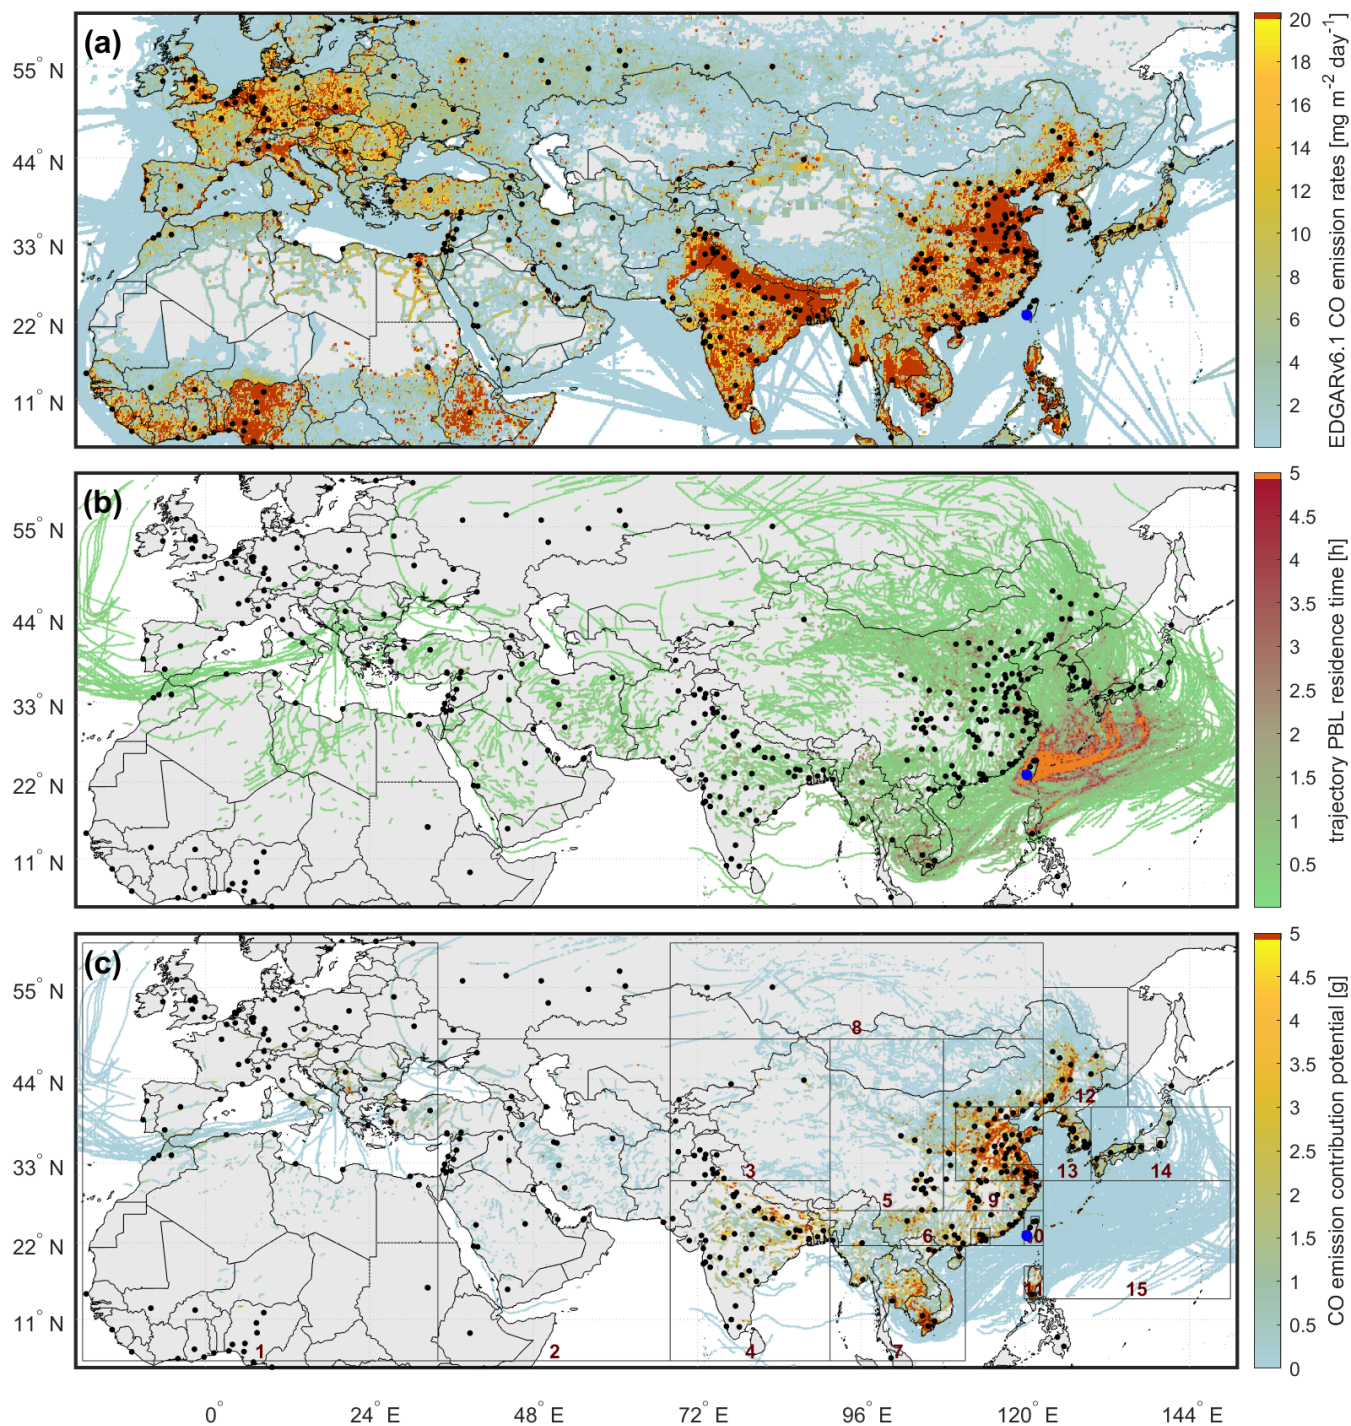 (a)
55° N
44° N
33° N
22° N
11° N
20
18
16
14
12
10
8
6
4
2
EDGARv6.1 CO emission rates [mg m-2 day-1]
(b)
55° N
44° N
33° N
22° N
11° N
5
4.5
4
3.5
3
2.5
2
1.5
1
0.5
trajectory PBL residence time [h]
(c)
55° N
44° N
33° N
22° N
11° N
8
12
3
13
14
5
9
6
10
11
15
1
2
4
7
5
4.5
4
3.5
3
2.5
2
1.5
1
0.5
0
CO emission contribution potential [g]
0° 24° E 48° E 72° E 96° E 120° E 144° E